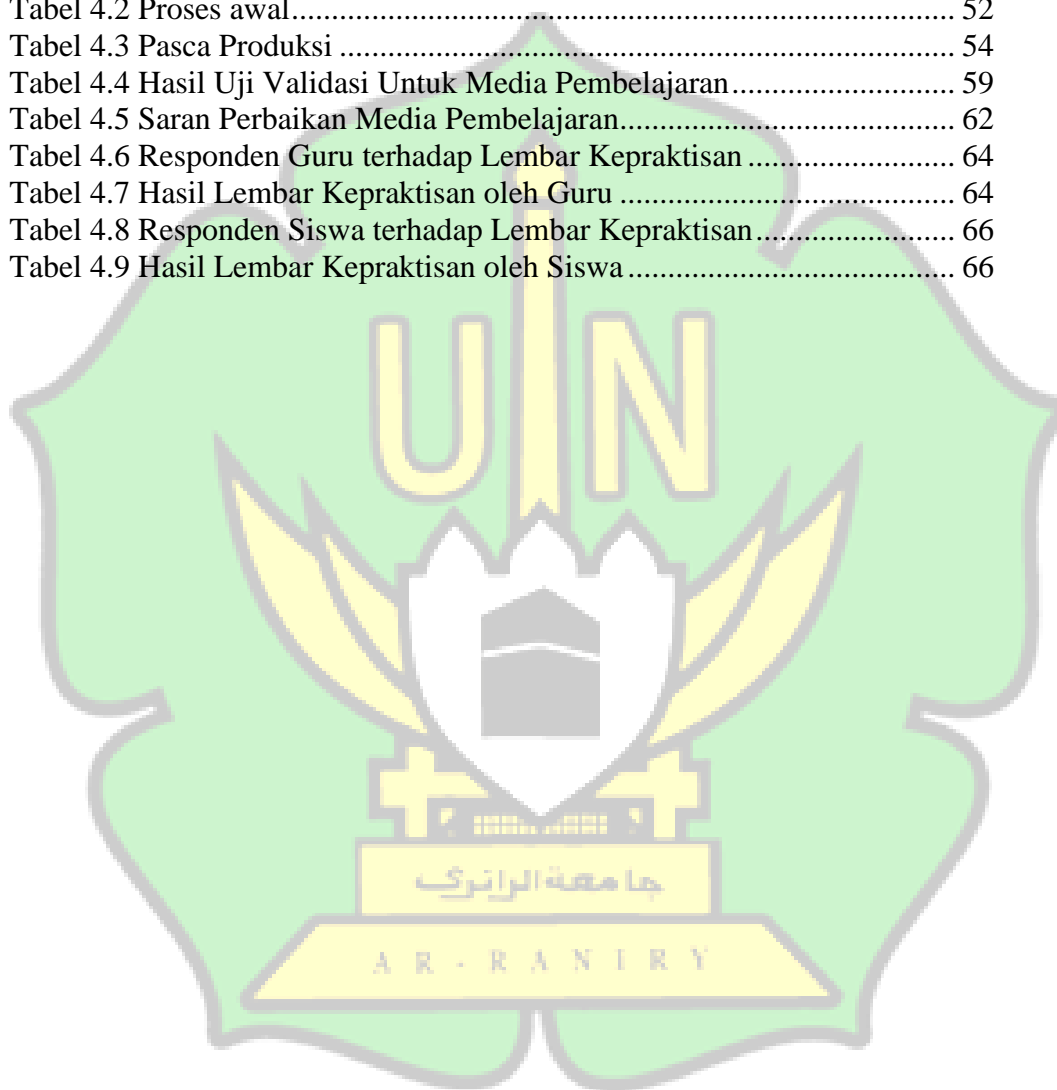 Tabel 4.2 Proses awal........................................................................................... 52
Tabel 4.3 Pasca Produksi .................................................................................... 54
Tabel 4.4 Hasil Uji Validasi Untuk Media Pembelajaran.............................. 59
Tabel 4.5 Saran Perbaikan Media Pembelajaran............................................. 62
Tabel 4.6 Responden Guru terhadap Lembar Kepraktisan ........................... 64
Tabel 4.7 Hasil Lembar Kepraktisan oleh Guru ............................................. 64
Tabel 4.8 Responden Siswa terhadap Lembar Kepraktisan.......................... 66
Tabel 4.9 Hasil Lembar Kepraktisan oleh Siswa............................................ 66
UIN
جامعة الرانري
AR-RANIRY